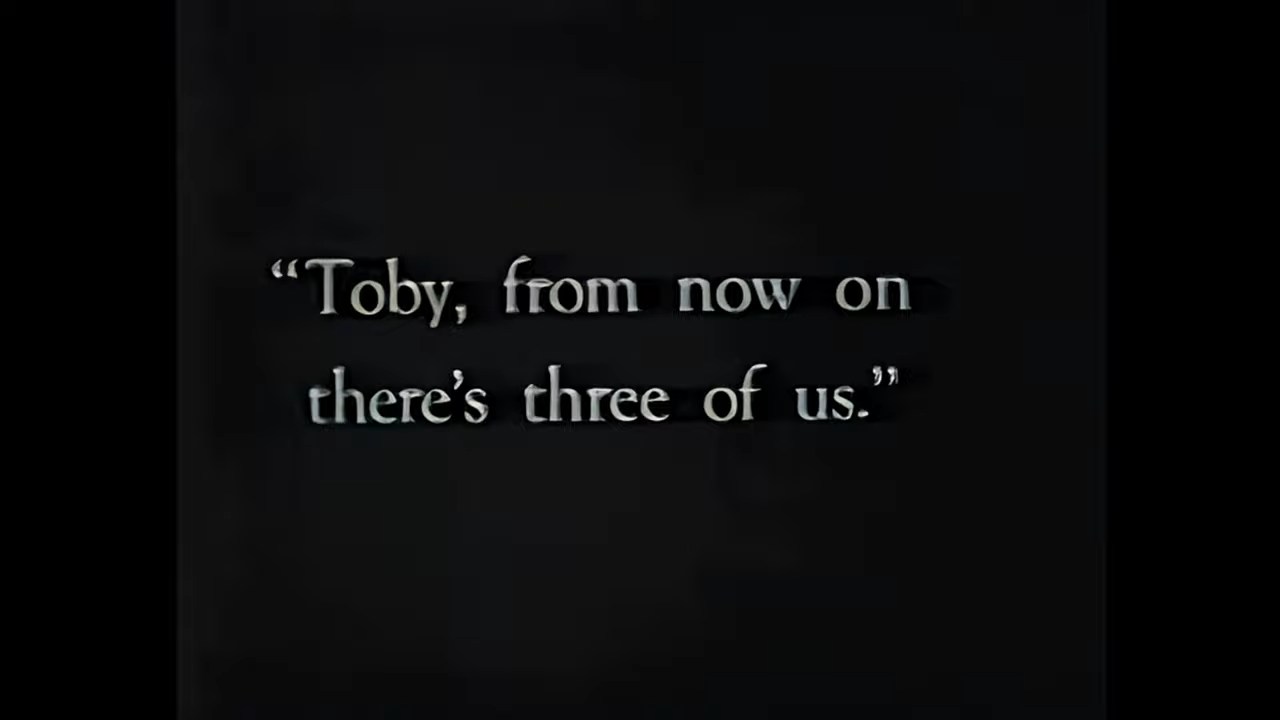 “Toby, from now on
there’s three of us.”